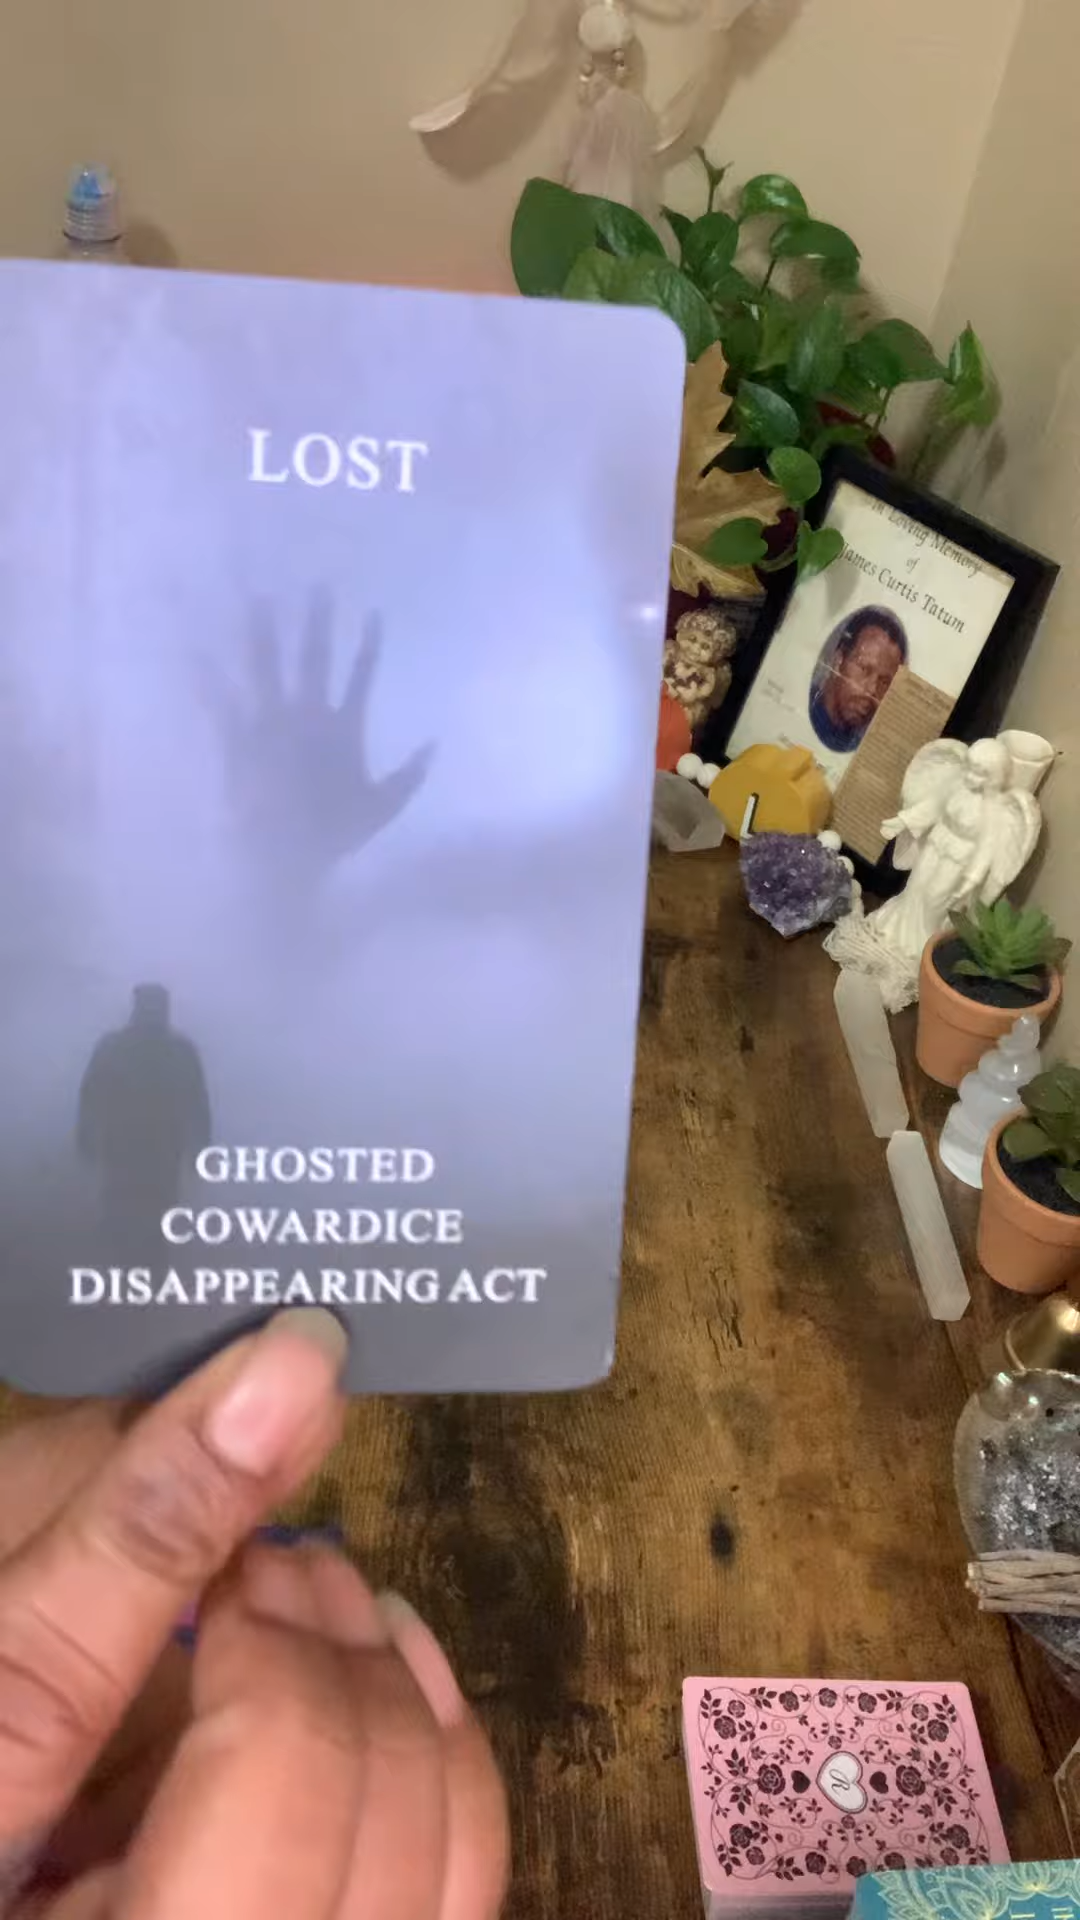 LOST
GHOSTED
COWARDICE
DISAPPEARING ACT
In Loving Memory
of
James Curtis Tatum
L
R